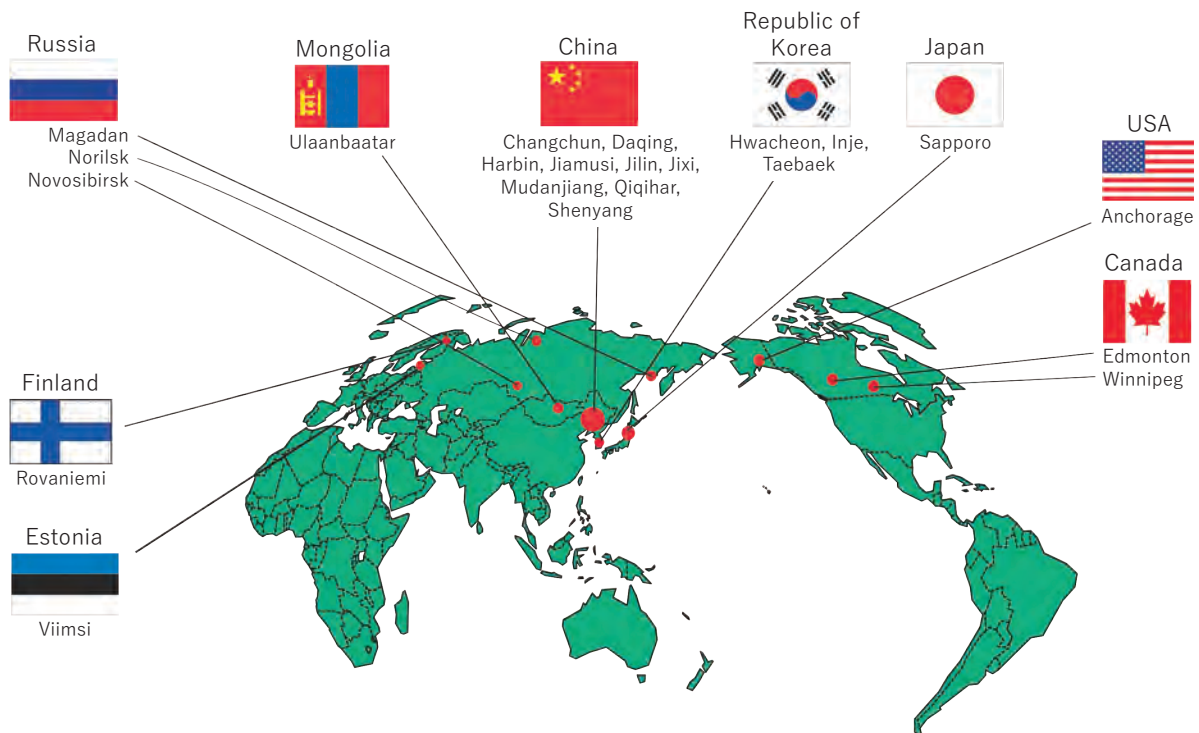 Russia
Magadan
Norilsk
Novosibirsk
Mongolia
Ulaanbaatar
China
Changchun, Daqing,
Harbin, Jiamusi, Jilin, Jixi,
Mudanjiang, Qiqihar,
Shenyang
Republic of
Korea
Hwacheon, Inje,
Taebaek
Japan
Sapporo
USA
Anchorage
Canada
Edmonton
Winnipeg
Finland
Rovaniemi
Estonia
Viimsi